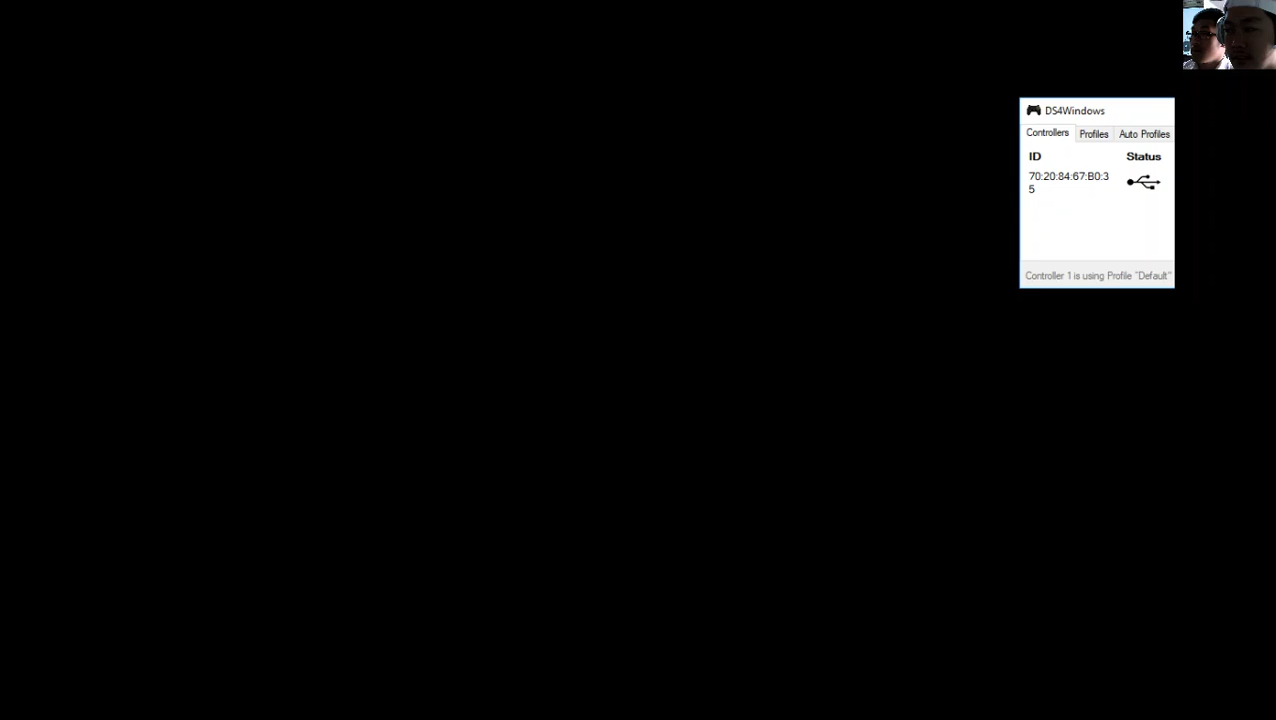 DS4Windows
Controllers Profiles Auto Profiles
ID Status
70:20:84:67:B0:3
5
Controller 1 is using Profile "Default"